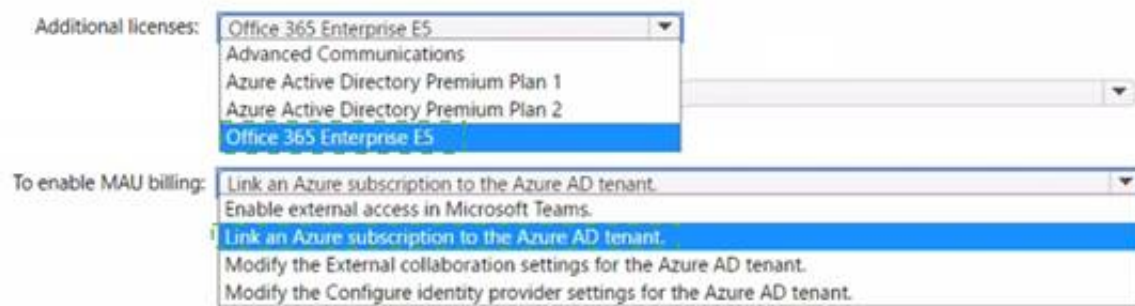 Additional licenses: Office 365 Enterprise E5
Advanced Communications
Azure Active Directory Premium Plan 1
Azure Active Directory Premium Plan 2
Office 365 Enterprise E5
To enable MAU billing: Link an Azure subscription to the Azure AD tenant.
Enable external access in Microsoft Teams.
Link an Azure subscription to the Azure AD tenant.
Modify the External collaboration settings for the Azure AD tenant.
Modify the Configure identity provider settings for the Azure AD tenant.